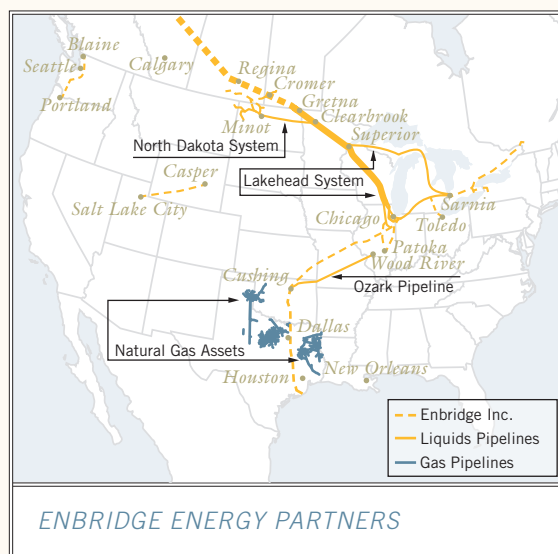 Blaine
Seattle
Calgary
Portland
Regina
Cromer
Gretna
Clearbrook
Minot
Superior
North Dakota System
Casper
Lakehead System
Salt Lake City
Sarnia
Chicago
Toledo
Patoka
Wood River
Cushing
Ozark Pipeline
Dallas
Natural Gas Assets
New Orleans
Houston
Enbridge Inc.
Liquids Pipelines
Gas Pipelines
ENBRIDGE ENERGY PARTNERS